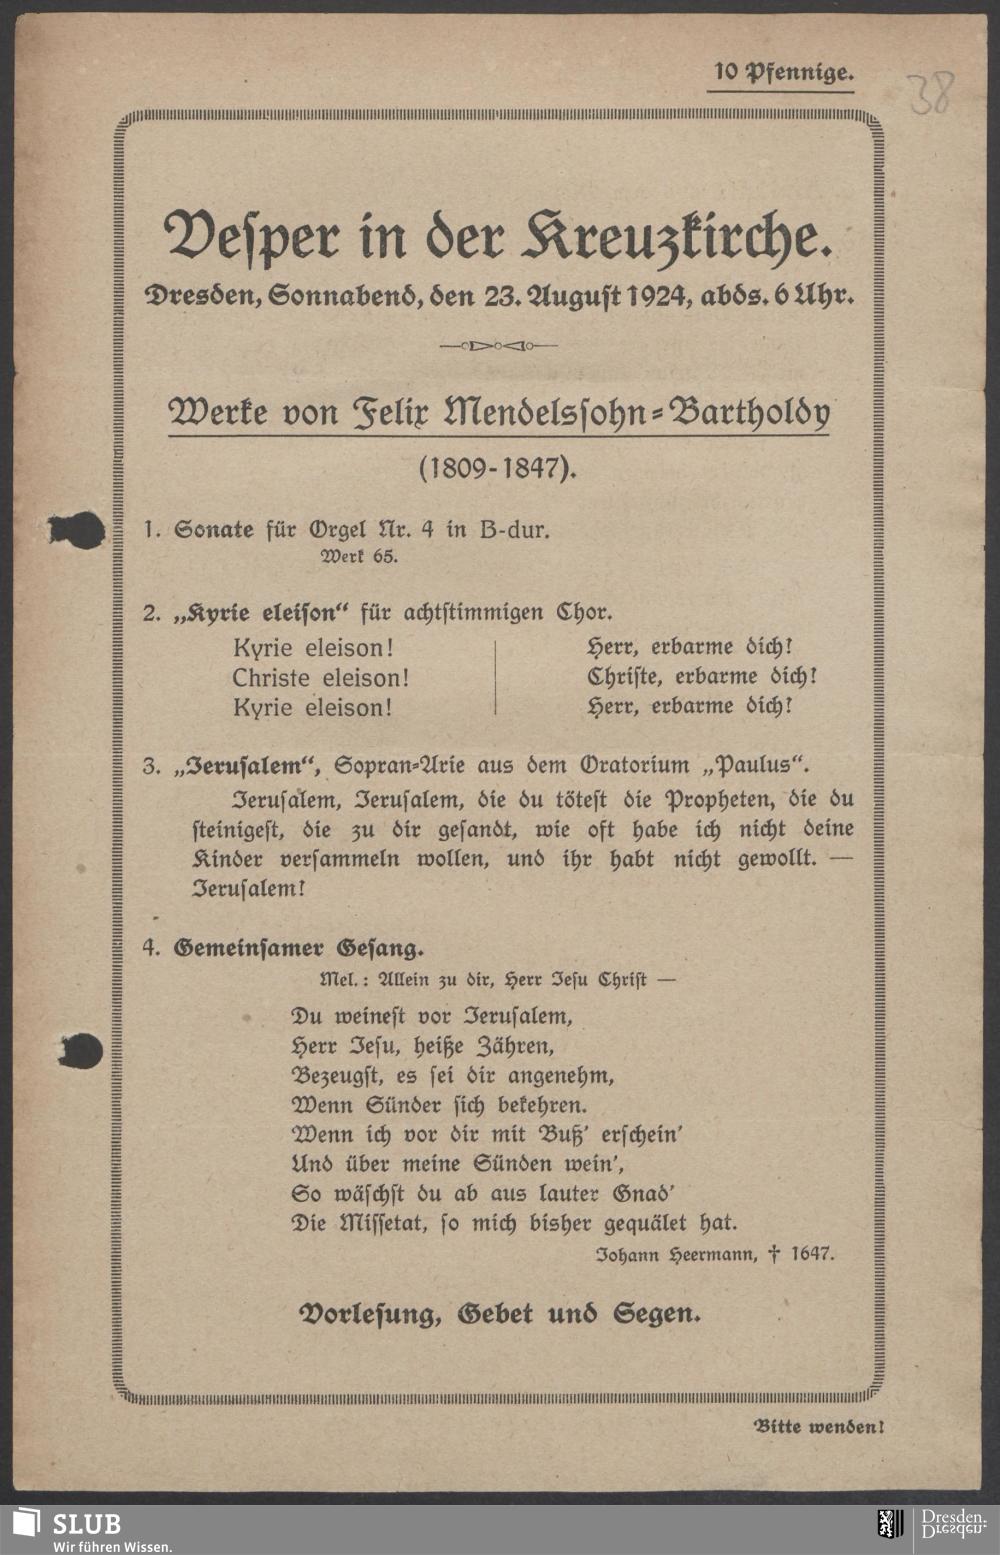 10 Pfennige.
38
Vesper in der Kreuzkirche.
Dresden, Sonnabend, den 23. August 1924, abds. 6 Uhr.
Werke von Felix Mendelssohn-Bartholdy
(1809-1847).
1. Sonate für Orgel Nr. 4 in B-dur.
Werk 65.
2. „Kyrie eleison“ für achtstimmigen Chor.
Kyrie eleison! Herr, erbarme dich!
Christe eleison! Christe, erbarme dich!
Kyrie eleison! Herr, erbarme dich!
3. „Jerusalem“, Sopran-Arie aus dem Oratorium „Paulus“.
Jerusalem, Jerusalem, die du tötest die Propheten, die du
steinigest, die zu dir gesandt, wie oft habe ich nicht deine
Kinder versammeln wollen, und ihr habt nicht gewollt. —
Jerusalem!
4. Gemeinsamer Gesang.
Mel.: Allein zu dir, Herr Jesu Christ —
Du weinest vor Jerusalem,
Herr Jesu, heiße Zähren,
Bezeugst, es sei dir angenehm,
Wenn Sünder sich bekehren.
Wenn ich vor dir mit Buß’ erschein’
Und über meine Sünden wein’,
So wäschst du ab aus lauter Gnad’
Die Missetat, so mich bisher gequälet hat.
Johann Heermann, † 1647.
Vorlesung, Gebet und Segen.
Bitte wenden!
SLUB
Wir führen Wissen.
Dresden.
Dresden.